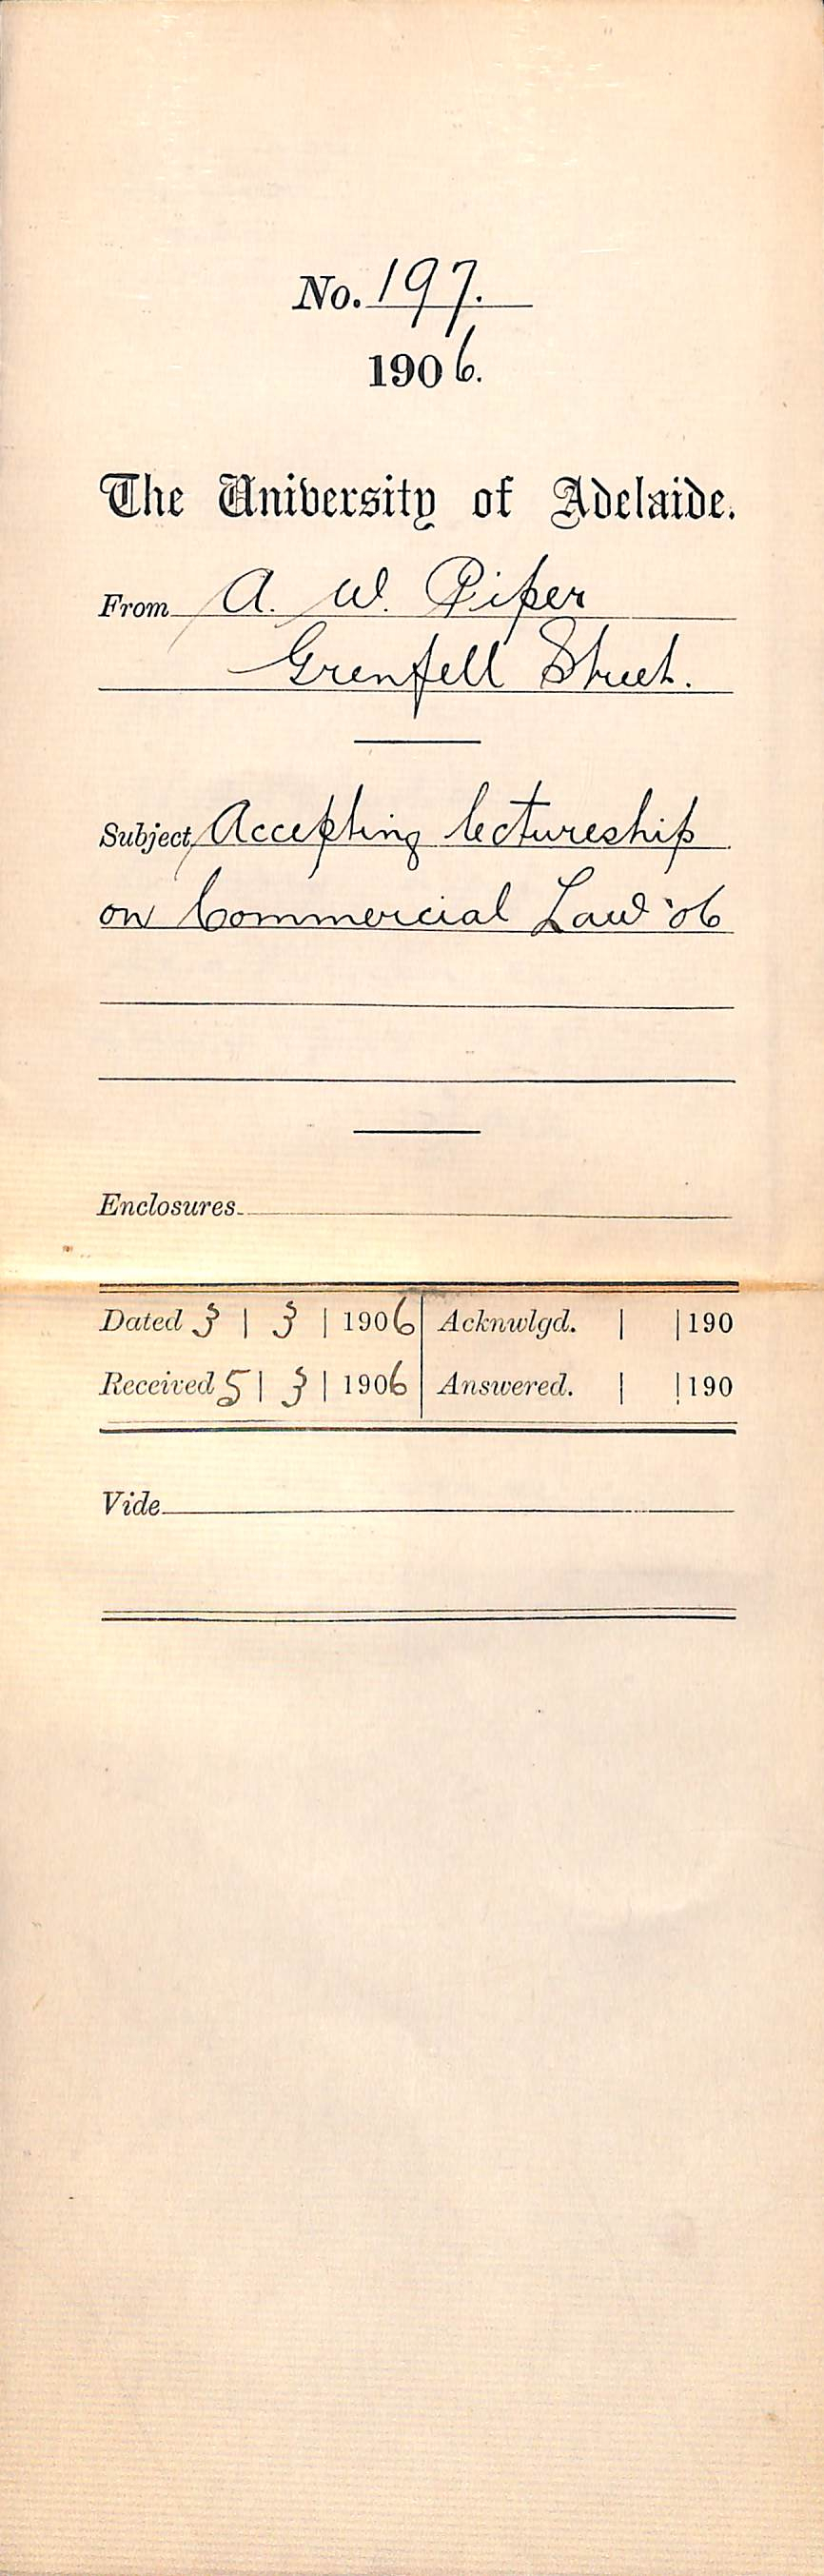 No. 197.
1906.
The University of Adelaide.
From A. W. Piper
Grenfell Street.
Subject Accepting lectureship
on Commercial Law '06
Enclosures
Dated 3 | 3 | 1906 Acknwlgd. | | 190
Received 5 | 3 | 1906 Answered. | | 190
Vide